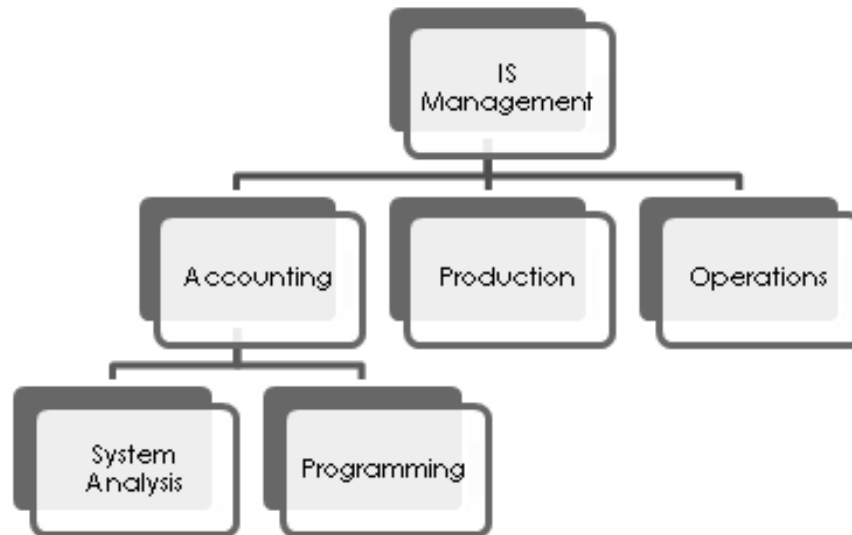 IS
Management
Accounting
Production
Operations
System
Analysis
Programming